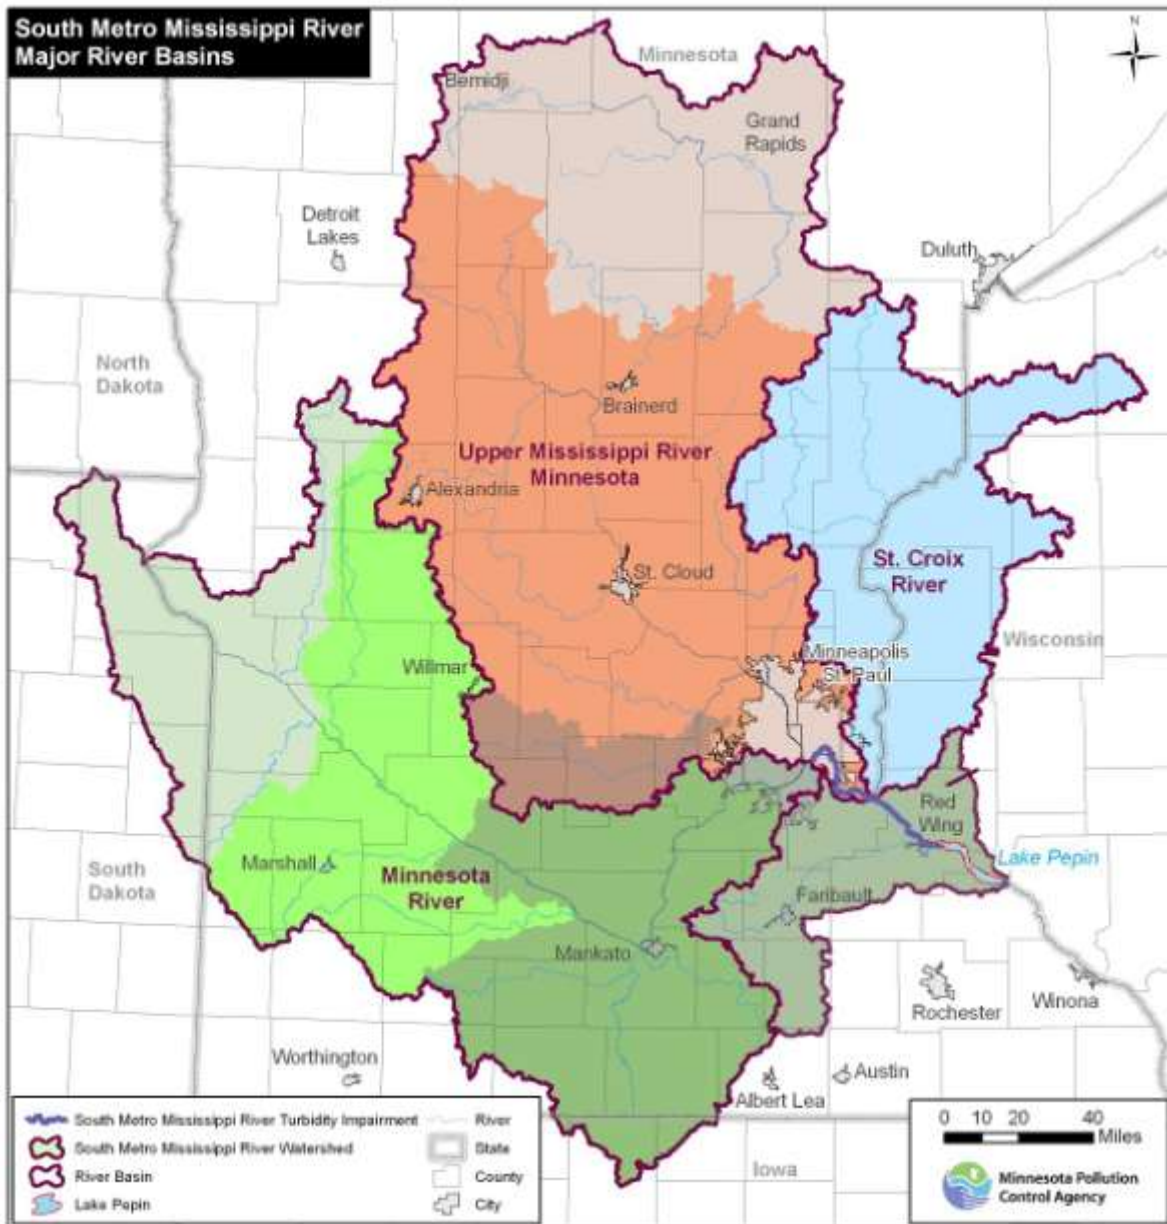 South Metro Mississippi River
Major River Basins
N
Minnesota
Bemidji
Grand
Rapids
Detroit
Lakes
Duluth
North
Dakota
Brainerd
Upper Mississippi River
Minnesota
Alexandria
St. Cloud
St. Croix
River
Wisconsin
Minneapolis
St. Paul
Willmar
Red
Wing
Lake Pepin
South
Dakota
Marshall
Minnesota
River
Faribault
Mankato
Rochester
Winona
Worthington
Austin
Albert Lea
Iowa
South Metro Mississippi River Turbidity Impairment
South Metro Mississippi River Watershed
River Basin
Lake Pepin
River
State
County
City
0 10 20 40
Miles
Minnesota Pollution
Control Agency